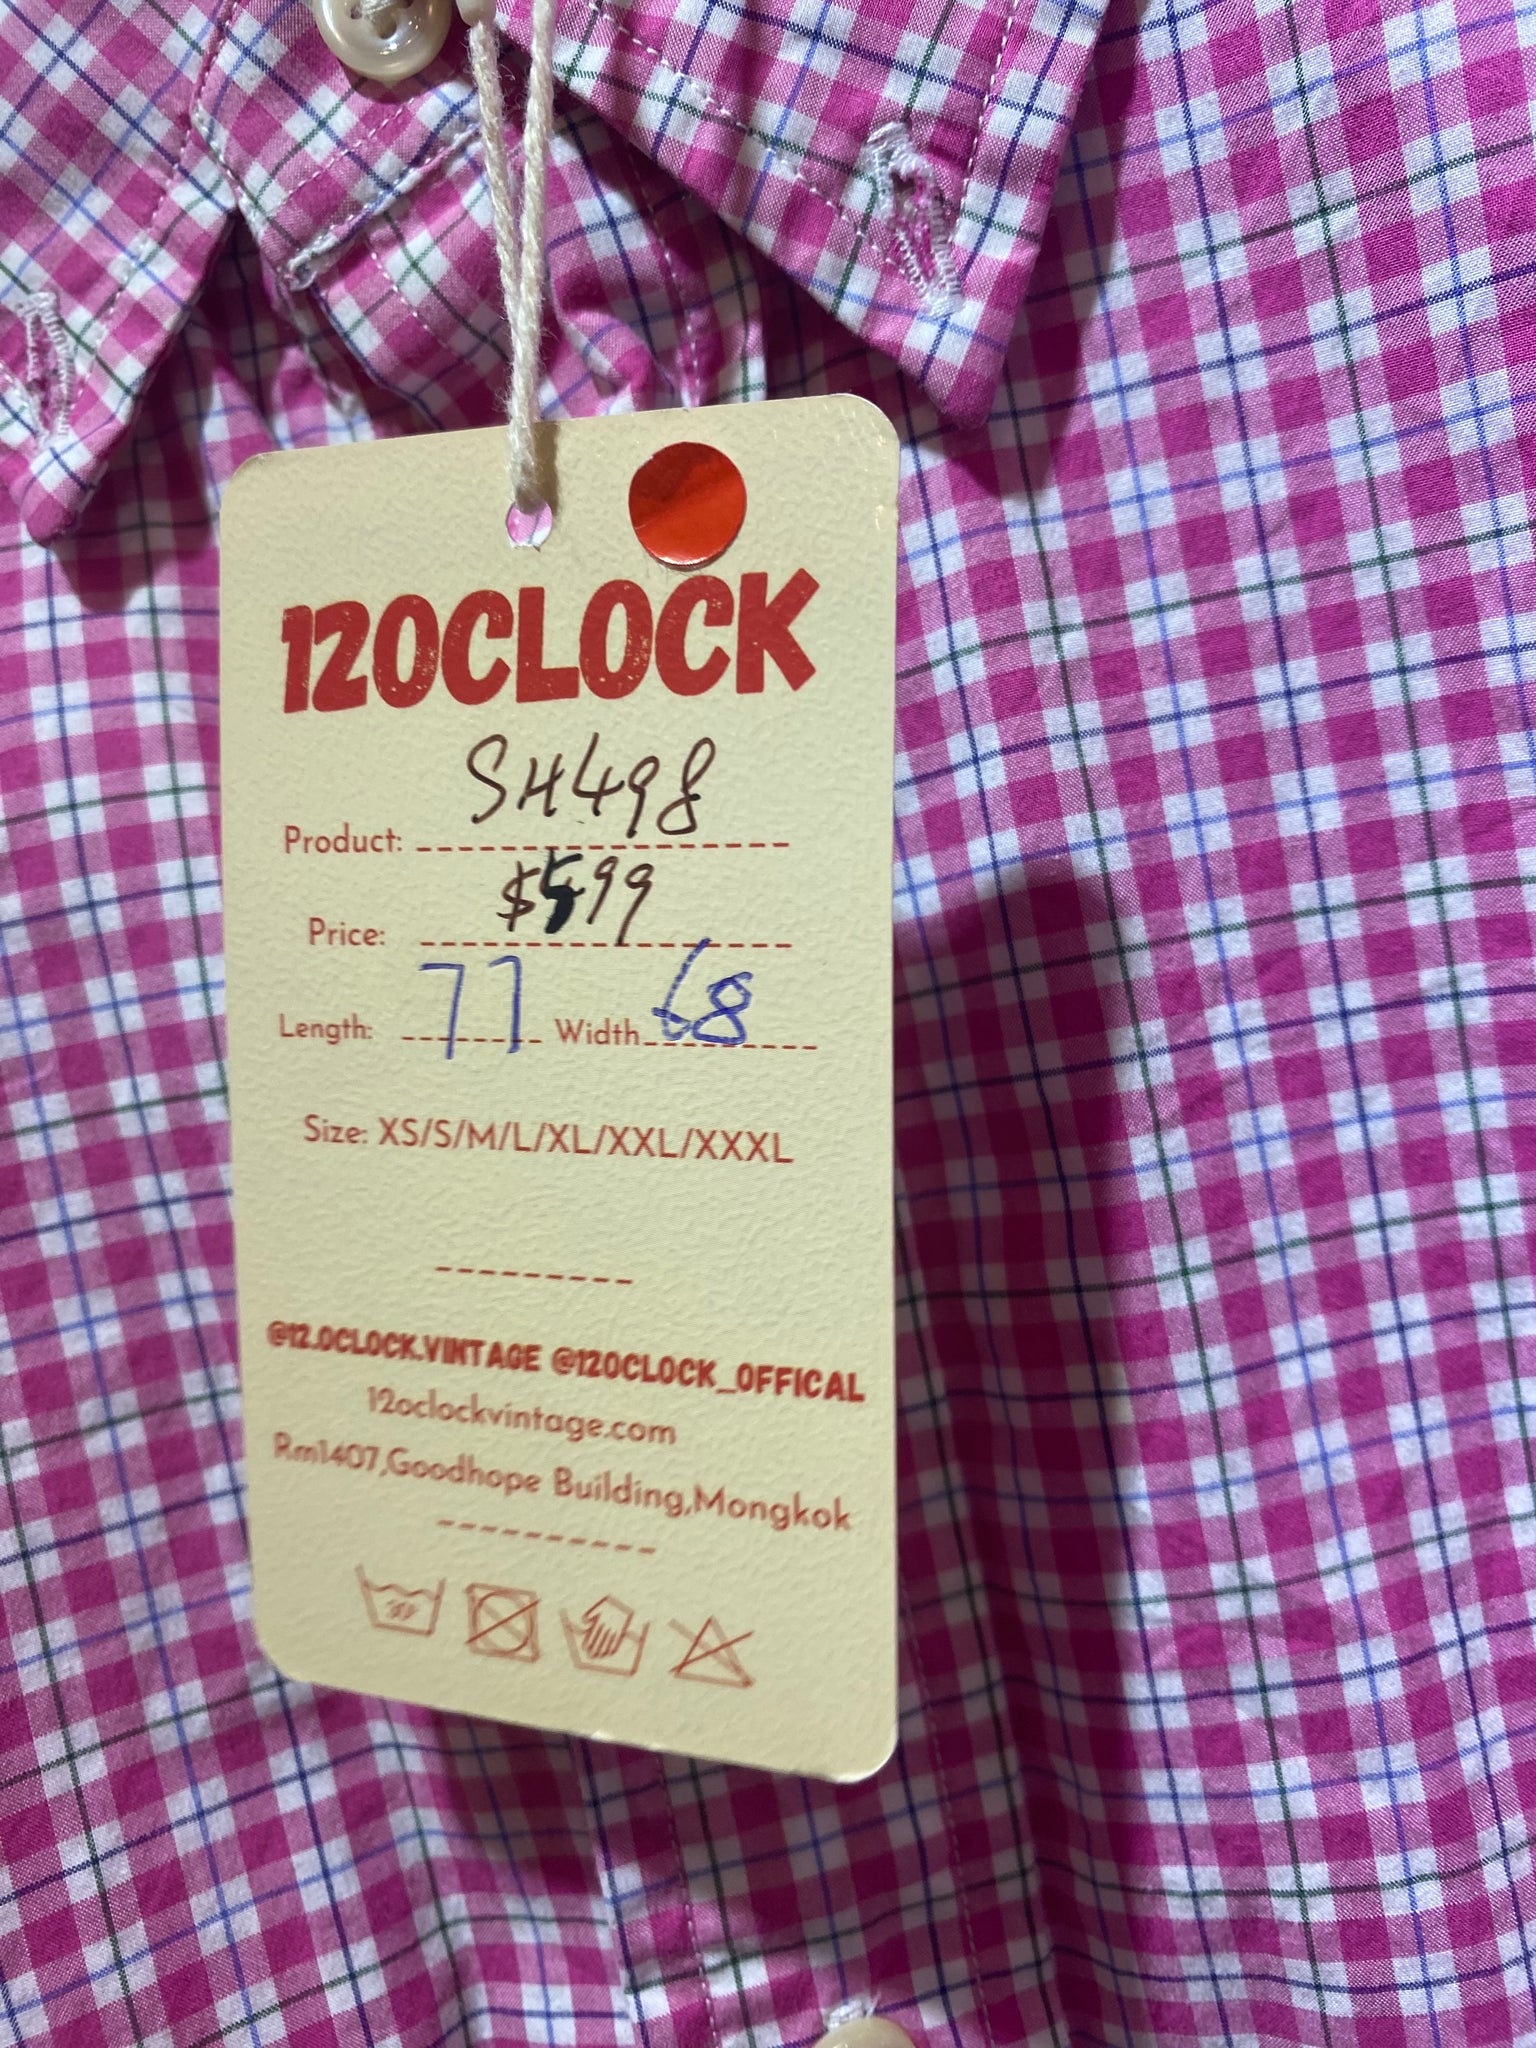 12OCLOCK
Product: SH498
Price: $599
Length: 77 Width 68
Size: XS/S/M/L/XL/XXL/XXXL
@12.OCLOCK.VINTAGE @12OCLOCK_OFFICAL
12oclockvintage.com
Rm1407,Goodhope Building,Mongkok
30